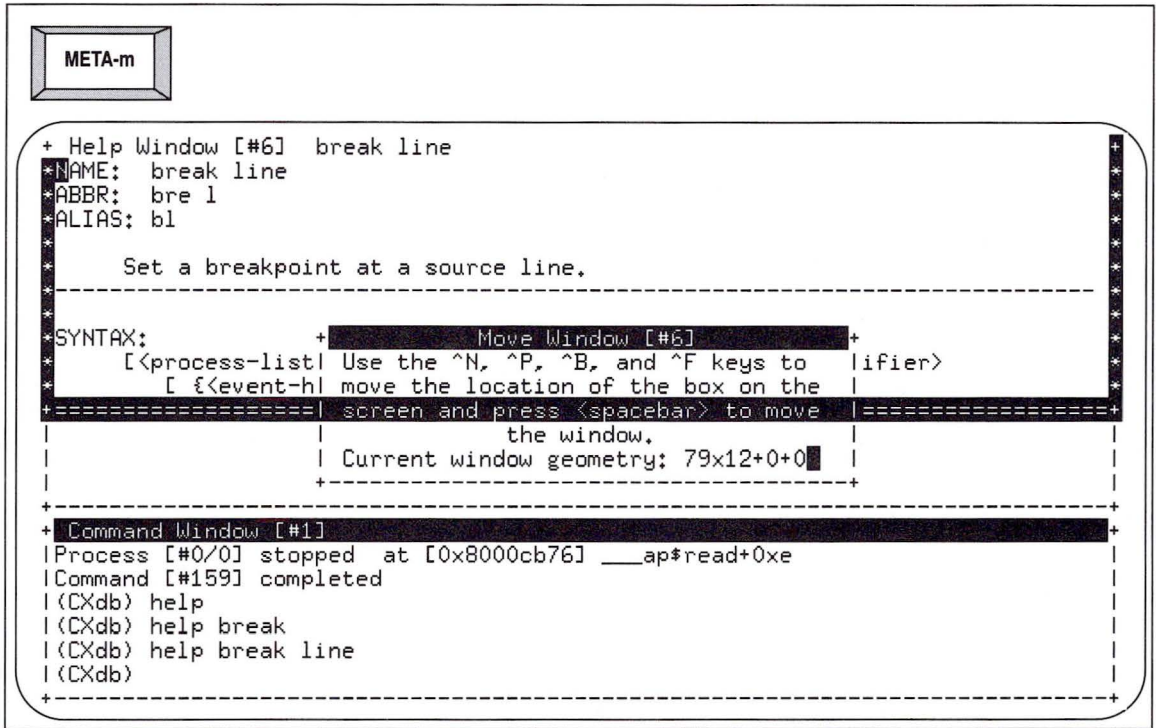 META-m
+ Help Window [#6]  break line +
*NAME:  break line *
*ABBR:  bre l *
*ALIAS: bl *
* *
*     Set a breakpoint at a source line. *
*----------------------------------------------------------------------------- *
* *
*SYNTAX:               + Move Window [#6] + *
*     [<process-list| Use the ^N, ^P, ^B, and ^F keys to |ifier> *
*        [ {<event-h| move the location of the box on the | *
+====================| screen and press <spacebar> to move |===================+
| | the window. | |
| | Current window geometry: 79x12+0+0 | |
| +---------------------------------------+ |
+------------------------------------------------------------------------------+
+ Command Window [#1] +
|Process [#0/0] stopped  at [0x8000cb76] ___ap$read+0xe |
|Command [#159] completed |
|(CXdb) help |
|(CXdb) help break |
|(CXdb) help break line |
|(CXdb) |
+------------------------------------------------------------------------------+